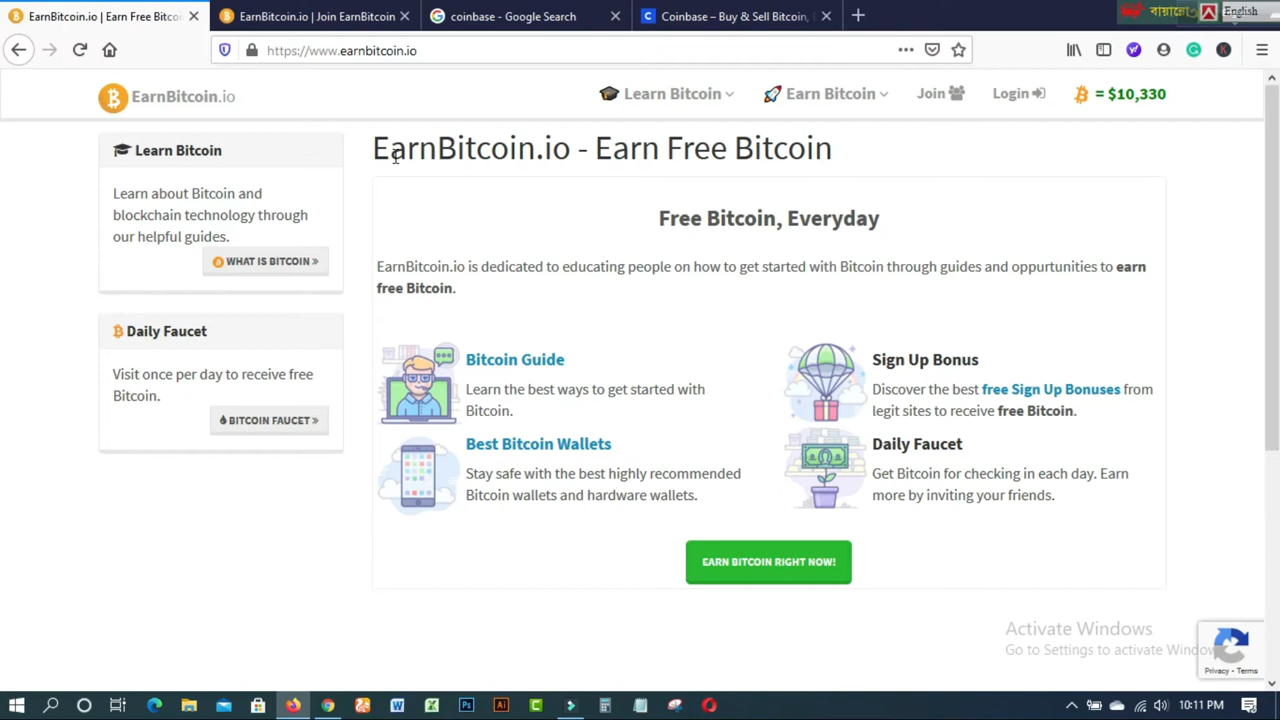 EarnBitcoin.io | Earn Free Bitcoi
EarnBitcoin.io | Join EarnBitcoin
coinbase - Google Search
Coinbase – Buy & Sell Bitcoin, E
English
https://www.earnbitcoin.io
EarnBitcoin.io
Learn Bitcoin
Earn Bitcoin
Join
Login
= $10,330
Learn Bitcoin
Learn about Bitcoin and
blockchain technology through
our helpful guides.
WHAT IS BITCOIN »
Daily Faucet
Visit once per day to receive free
Bitcoin.
BITCOIN FAUCET »
EarnBitcoin.io - Earn Free Bitcoin
Free Bitcoin, Everyday
EarnBitcoin.io is dedicated to educating people on how to get started with Bitcoin through guides and oppurtunities to earn
free Bitcoin.
Bitcoin Guide
Learn the best ways to get started with
Bitcoin.
Sign Up Bonus
Discover the best free Sign Up Bonuses from
legit sites to receive free Bitcoin.
Best Bitcoin Wallets
Stay safe with the best highly recommended
Bitcoin wallets and hardware wallets.
Daily Faucet
Get Bitcoin for checking in each day. Earn
more by inviting your friends.
EARN BITCOIN RIGHT NOW!
Activate Windows
Go to Settings to activate Windows
Privacy - Terms
10:11 PM